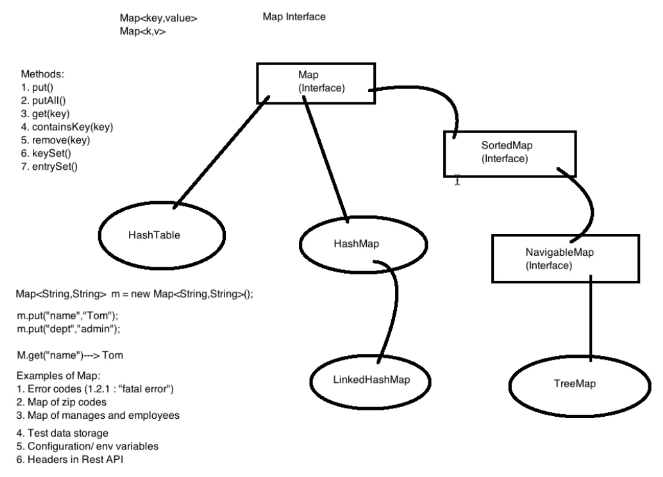 Map<key,value>
Map<k,v>
Map Interface
Methods:
1. put()
2. putAll()
3. get(key)
4. containsKey(key)
5. remove(key)
6. keySet()
7. entrySet()
Map
(Interface)
SortedMap
(Interface)
HashTable
HashMap
NavigableMap
(Interface)
LinkedHashMap
TreeMap
Map<String,String> m = new Map<String,String>();
m.put("name","Tom");
m.put("dept","admin");
M.get("name")---> Tom
Examples of Map:
1. Error codes (1.2.1 : "fatal error")
2. Map of zip codes
3. Map of manages and employees
4. Test data storage
5. Configuration/ env variables
6. Headers in Rest API